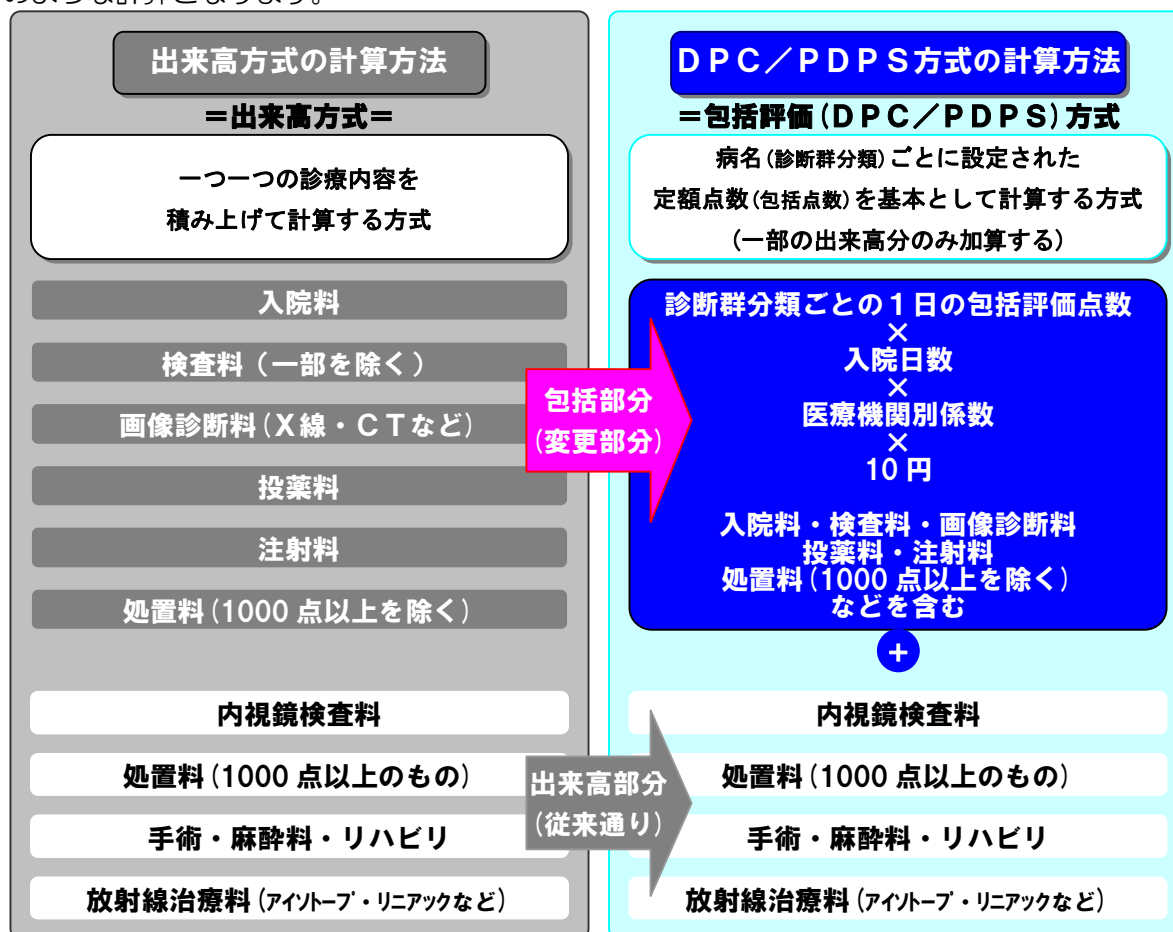 のような計算となります。
出来高方式の計算方法
＝出来高方式＝
一つ一つの診療内容を
積み上げて計算する方式
入院料
検査料（一部を除く）
画像診断料(Ｘ線・ＣＴなど)
投薬料
注射料
処置料(1000点以上を除く)
内視鏡検査料
処置料(1000点以上のもの)
手術・麻酔料・リハビリ
放射線治療料(アイソトープ・リニアックなど)
包括部分
(変更部分)
出来高部分
(従来通り)
ＤＰＣ／ＰＤＰＳ方式の計算方法
＝包括評価(ＤＰＣ／ＰＤＰＳ)方式
病名(診断群分類)ごとに設定された
定額点数(包括点数)を基本として計算する方式
(一部の出来高分のみ加算する)
診断群分類ごとの１日の包括評価点数
×
入院日数
×
医療機関別係数
×
10円
入院料・検査料・画像診断料
投薬料・注射料
処置料(1000点以上を除く)
などを含む
+
内視鏡検査料
処置料(1000点以上のもの)
手術・麻酔料・リハビリ
放射線治療料(アイソトープ・リニアックなど)